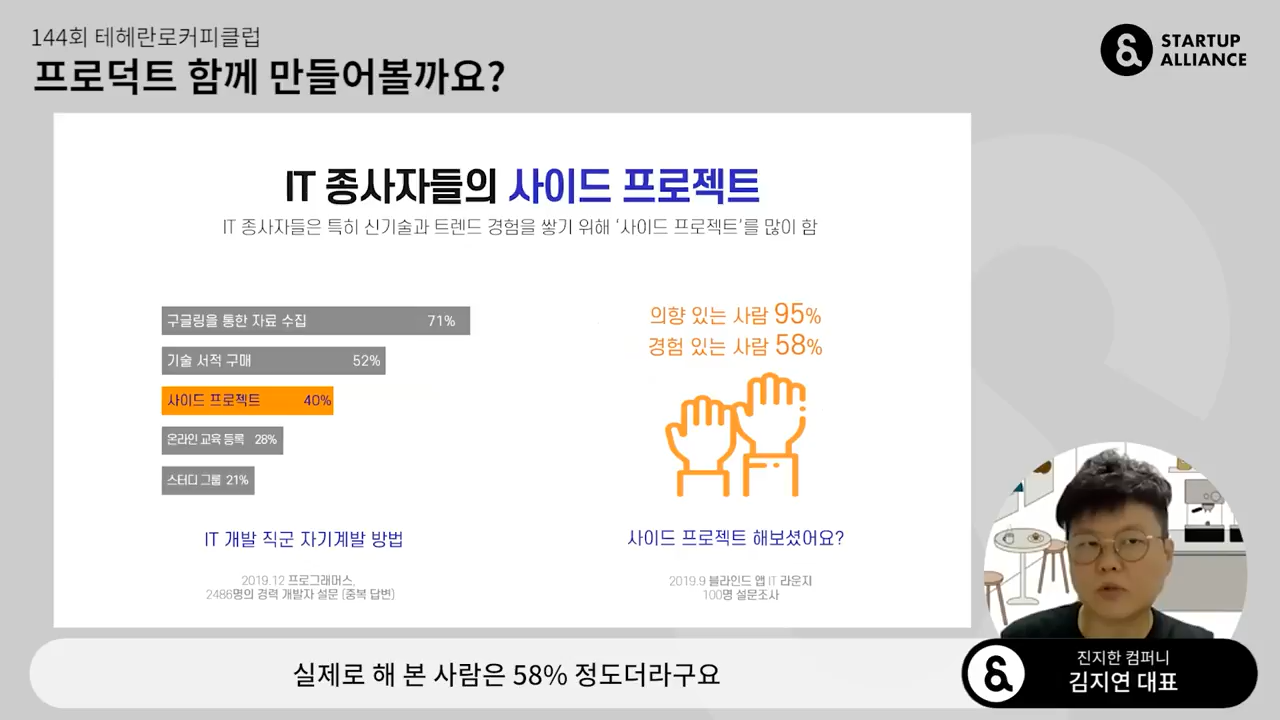 144회 테헤란로커피클럽
프로덕트 함께 만들어볼까요?
STARTUP
ALLIANCE
IT 종사자들의 사이드 프로젝트
IT 종사자들은 특히 신기술과 트렌드 경험을 쌓기 위해 ‘사이드 프로젝트’를 많이 함
구글링을 통한 자료 수집 71%
기술 서적 구매 52%
사이드 프로젝트 40%
온라인 교육 등록 28%
스터디 그룹 21%
IT 개발 직군 자기계발 방법
2019.12 프로그래머스,
2486명의 경력 개발자 설문 (중복 답변)
의향 있는 사람 95%
경험 있는 사람 58%
사이드 프로젝트 해보셨어요?
2019.9 블라인드 앱 IT 라운지
100명 설문조사
실제로 해 본 사람은 58% 정도더라구요
진지한 컴퍼니
김지연 대표